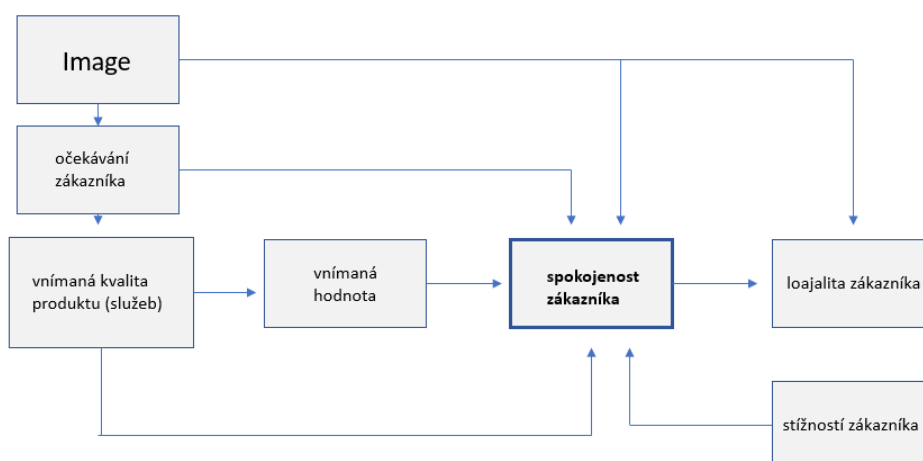 Image
očekávání
zákazníka
vnímaná kvalita
produktu (služeb)
vnímaná
hodnota
spokojenost
zákazníka
loajalita zákazníka
stížností zákazníka